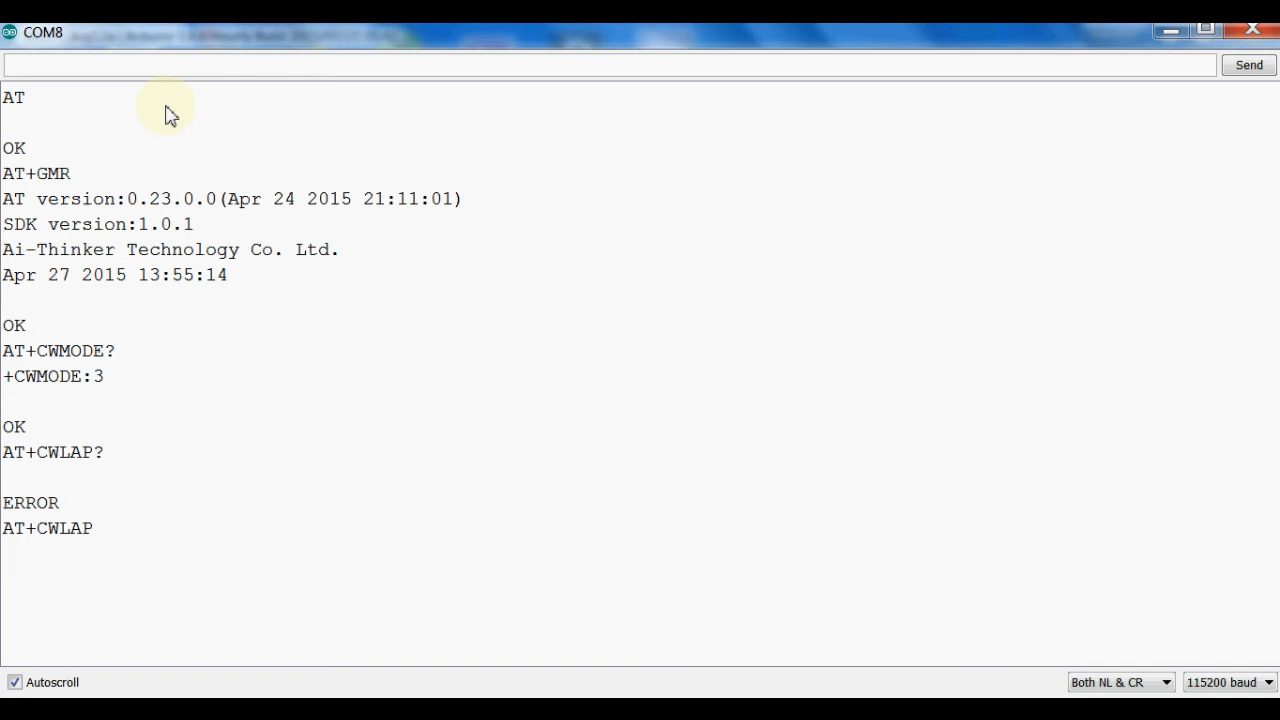 COM8
Send
AT
OK
AT+GMR
AT version:0.23.0.0(Apr 24 2015 21:11:01)
SDK version:1.0.1
Ai-Thinker Technology Co. Ltd.
Apr 27 2015 13:55:14
OK
AT+CWMODE?
+CWMODE:3
OK
AT+CWLAP?
ERROR
AT+CWLAP
Autoscroll
Both NL & CR
115200 baud